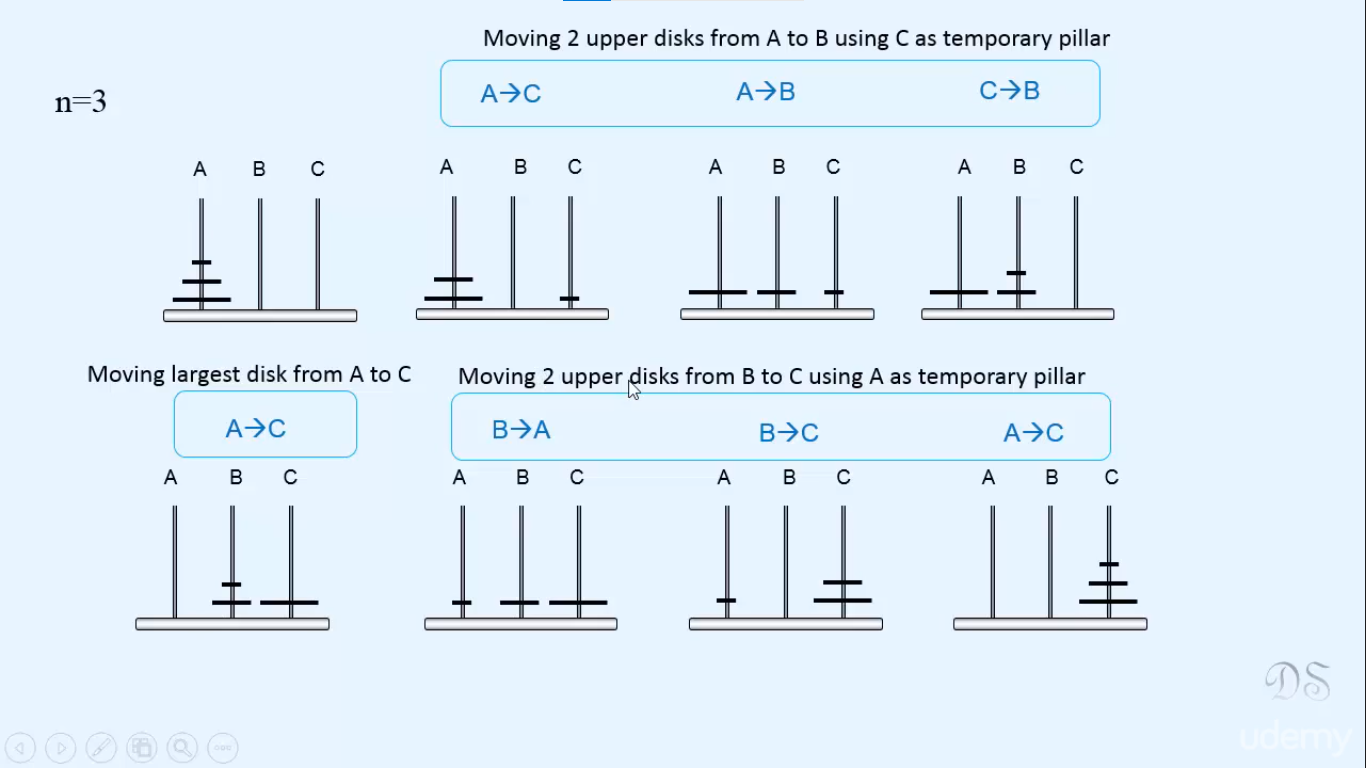 Moving 2 upper disks from A to B using C as temporary pillar
n=3
A→C A→B C→B
A B C A B C A B C A B C
Moving largest disk from A to C Moving 2 upper disks from B to C using A as temporary pillar
A→C B→A B→C A→C
A B C A B C A B C A B C
DS
udemy